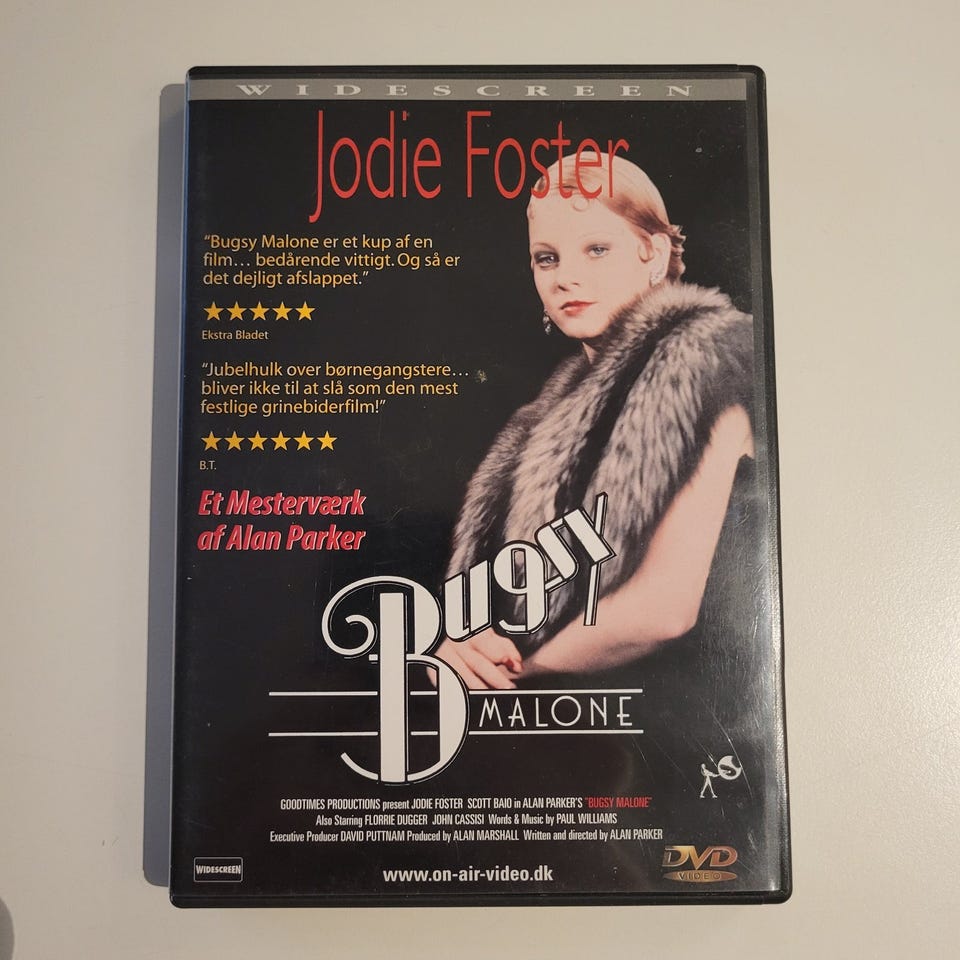 WIDESCREEN
Jodie Foster
“Bugsy Malone er et kup af en
film... bedårende vittigt. Og så er
det dejligt afslappet.”
Ekstra Bladet
“Jubelhulk over børnegangstere...
bliver ikke til at slå som den mest
festlige grinebiderfilm!”
B.T.
Et Mesterværk
af Alan Parker
Bugsy
MALONE
GOODTIMES PRODUCTIONS present JODIE FOSTER SCOTT BAIO in ALAN PARKER'S "BUGSY MALONE"
Also Starring FLORRIE DUGGER JOHN CASSISI Words & Music by PAUL WILLIAMS
Executive Producer DAVID PUTTNAM Produced by ALAN MARSHALL Written and directed by ALAN PARKER
WIDESCREEN
www.on-air-video.dk
DVD
VIDEO